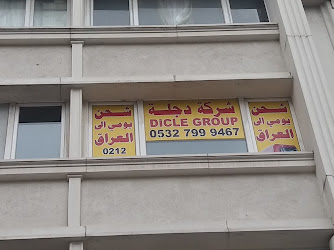 شحن
يومي الى
العراق
0212
شركة دجلة
DICLE GROUP
0532 799 9467
شحن
يومي الى
العراق